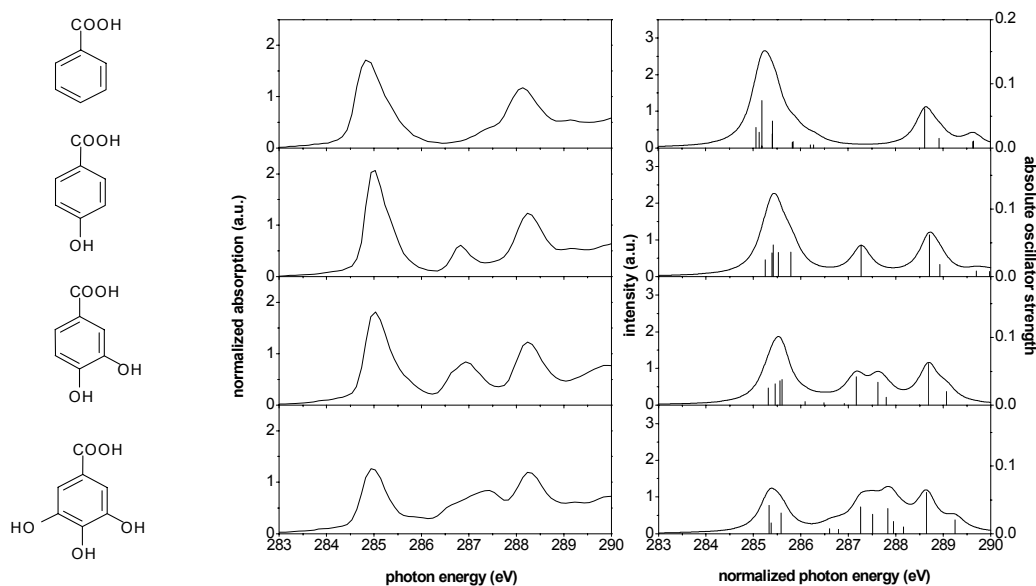 COOH
COOH
OH
COOH
OH
OH
COOH
HO
OH
OH
normalized absorption (a.u.)
2
1
0
2
1
0
2
1
0
2
1
0
283 284 285 286 287 288 289 290
photon energy (eV)
intensity (a.u.)
3
2
1
0
3
2
1
0
3
2
1
0
3
2
1
0
283 284 285 286 287 288 289 290
normalized photon energy (eV)
0.2
0.1
0.0
0.1
0.0
0.1
0.0
0.1
0.0
absolute oscillator strength